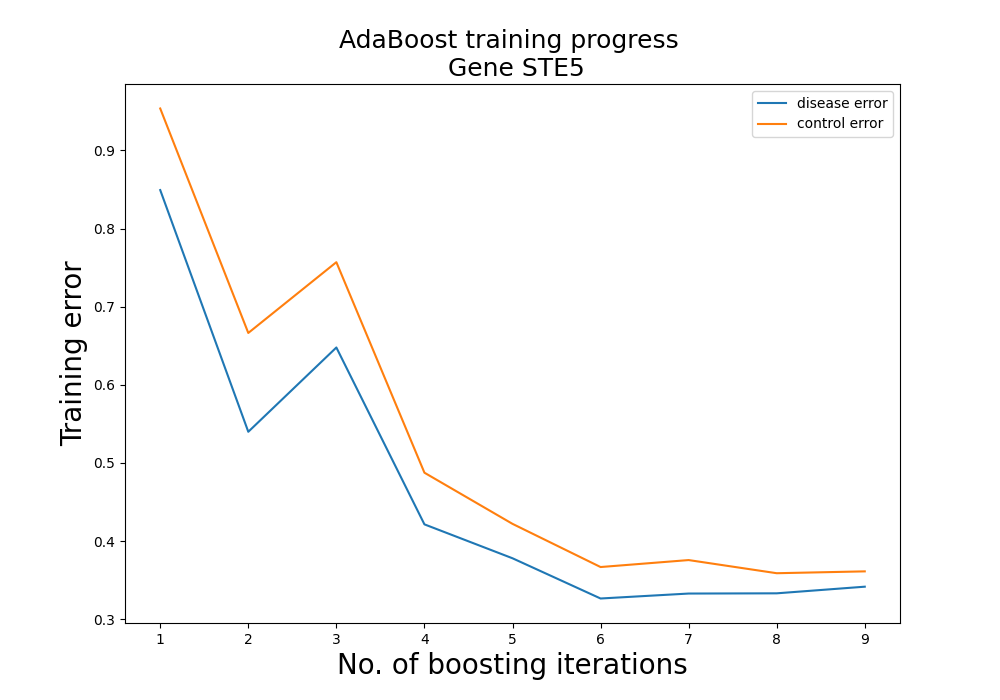 AdaBoost training progress
Gene STE5
disease error
control error
Training error
0.9
0.8
0.7
0.6
0.5
0.4
0.3
1 2 3 4 5 6 7 8 9
No. of boosting iterations